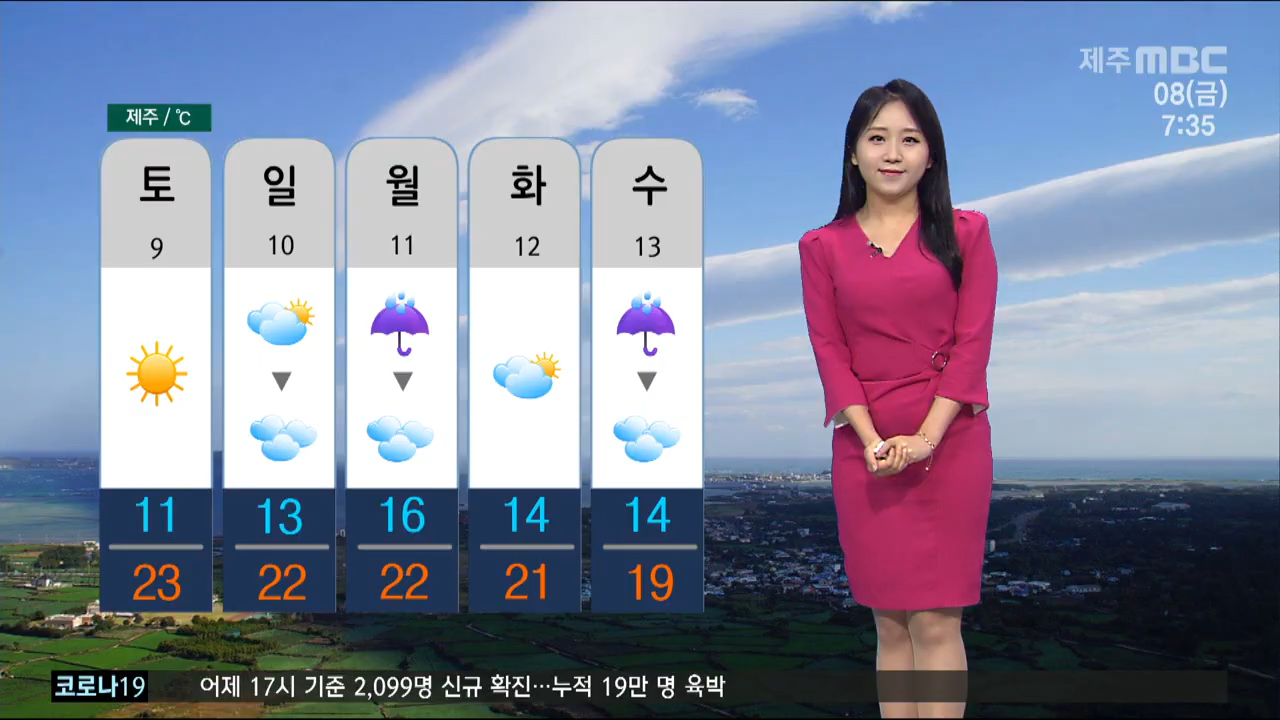 제주MBC
08(금)
7:35
제주 / ℃
토 일 월 화 수
9 10 11 12 13
11 13 16 14 14
23 22 22 21 19
코로나19 어제 17시 기준 2,099명 신규 확진…누적 19만 명 육박